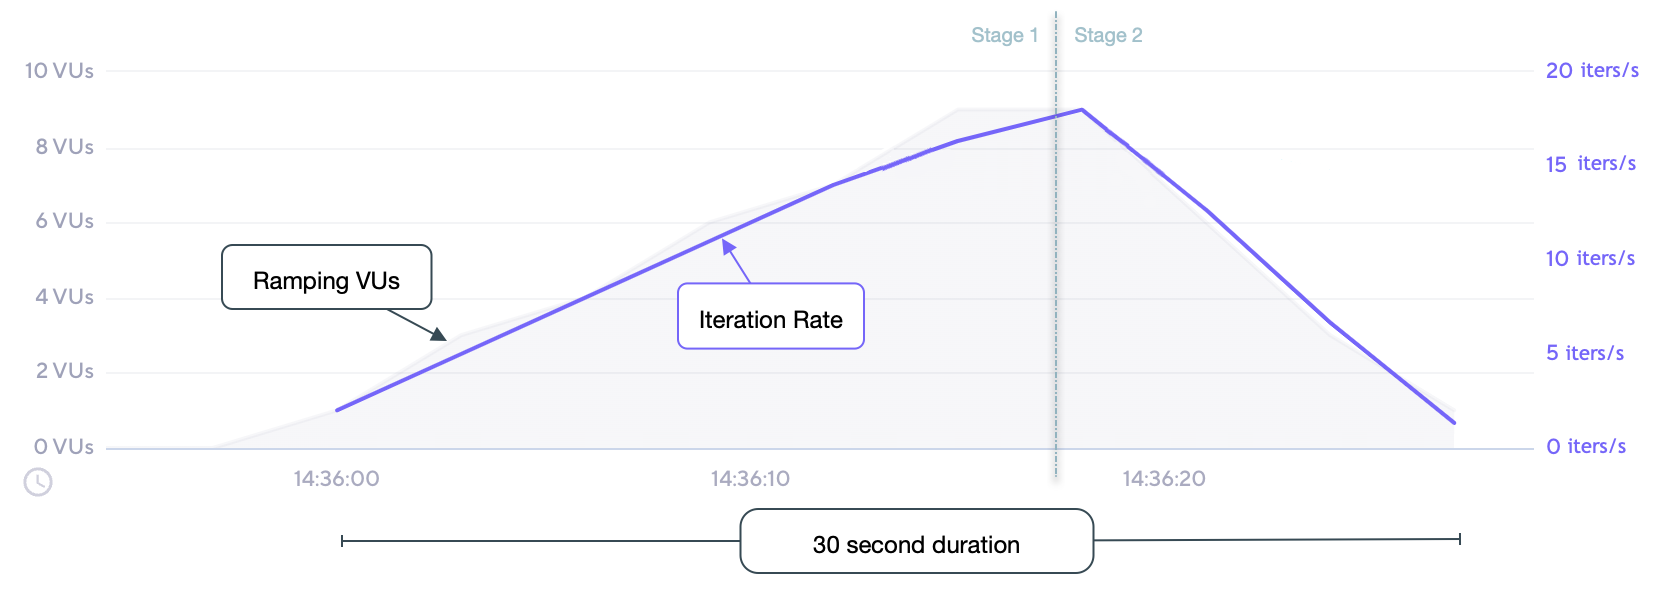 Stage 1
Stage 2
10 VUs
20 iters/s
8 VUs
15 iters/s
6 VUs
Ramping VUs
10 iters/s
4 VUs
Iteration Rate
5 iters/s
2 VUs
0 VUs
0 iters/s
14:36:00
14:36:10
14:36:20
30 second duration